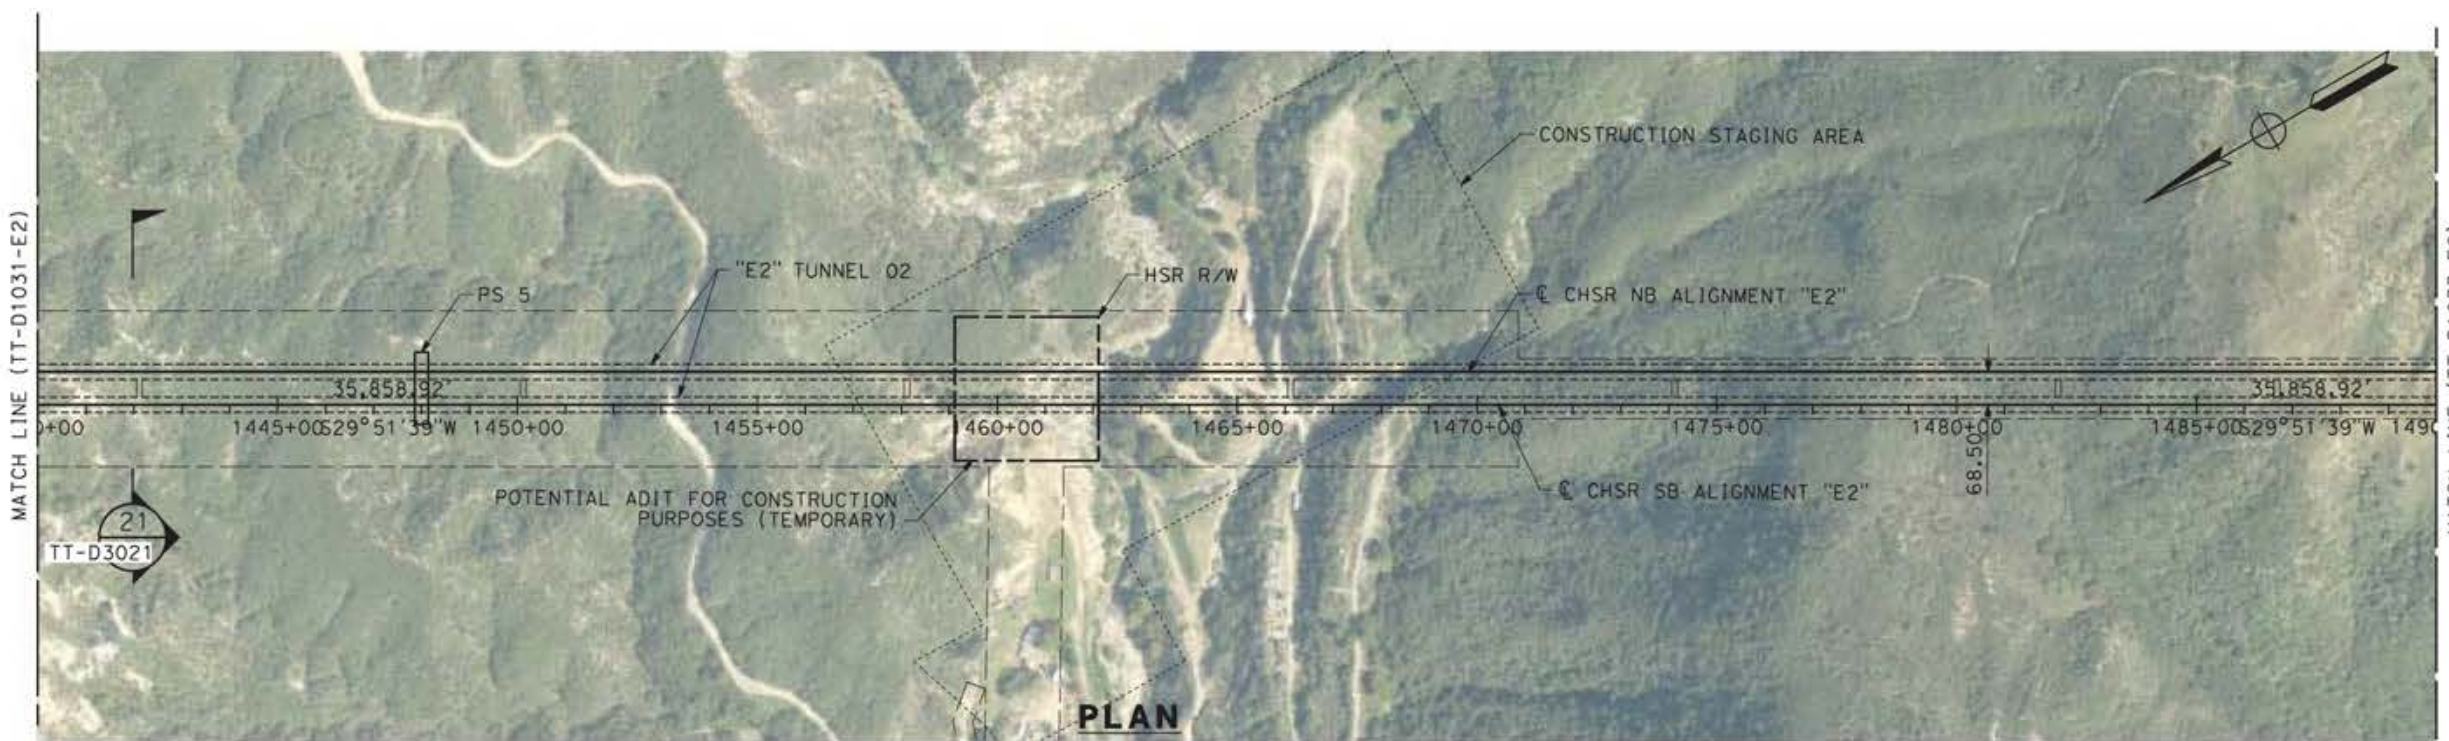 MATCH LINE (TT-D1031-E2)
CONSTRUCTION STAGING AREA
"E2" TUNNEL 02
HSR R/W
PS 5
℄ CHSR NB ALIGNMENT "E2"
35,858.92'
35,858.92'
0+00 1445+00 S29°51'39"W 1450+00 1455+00 1460+00 1465+00 1470+00 1475+00 1480+00 1485+00 S29°51'39"W 1490
68.50
POTENTIAL ADIT FOR CONSTRUCTION
PURPOSES (TEMPORARY)
℄ CHSR SB ALIGNMENT "E2"
21
TT-D3021
PLAN